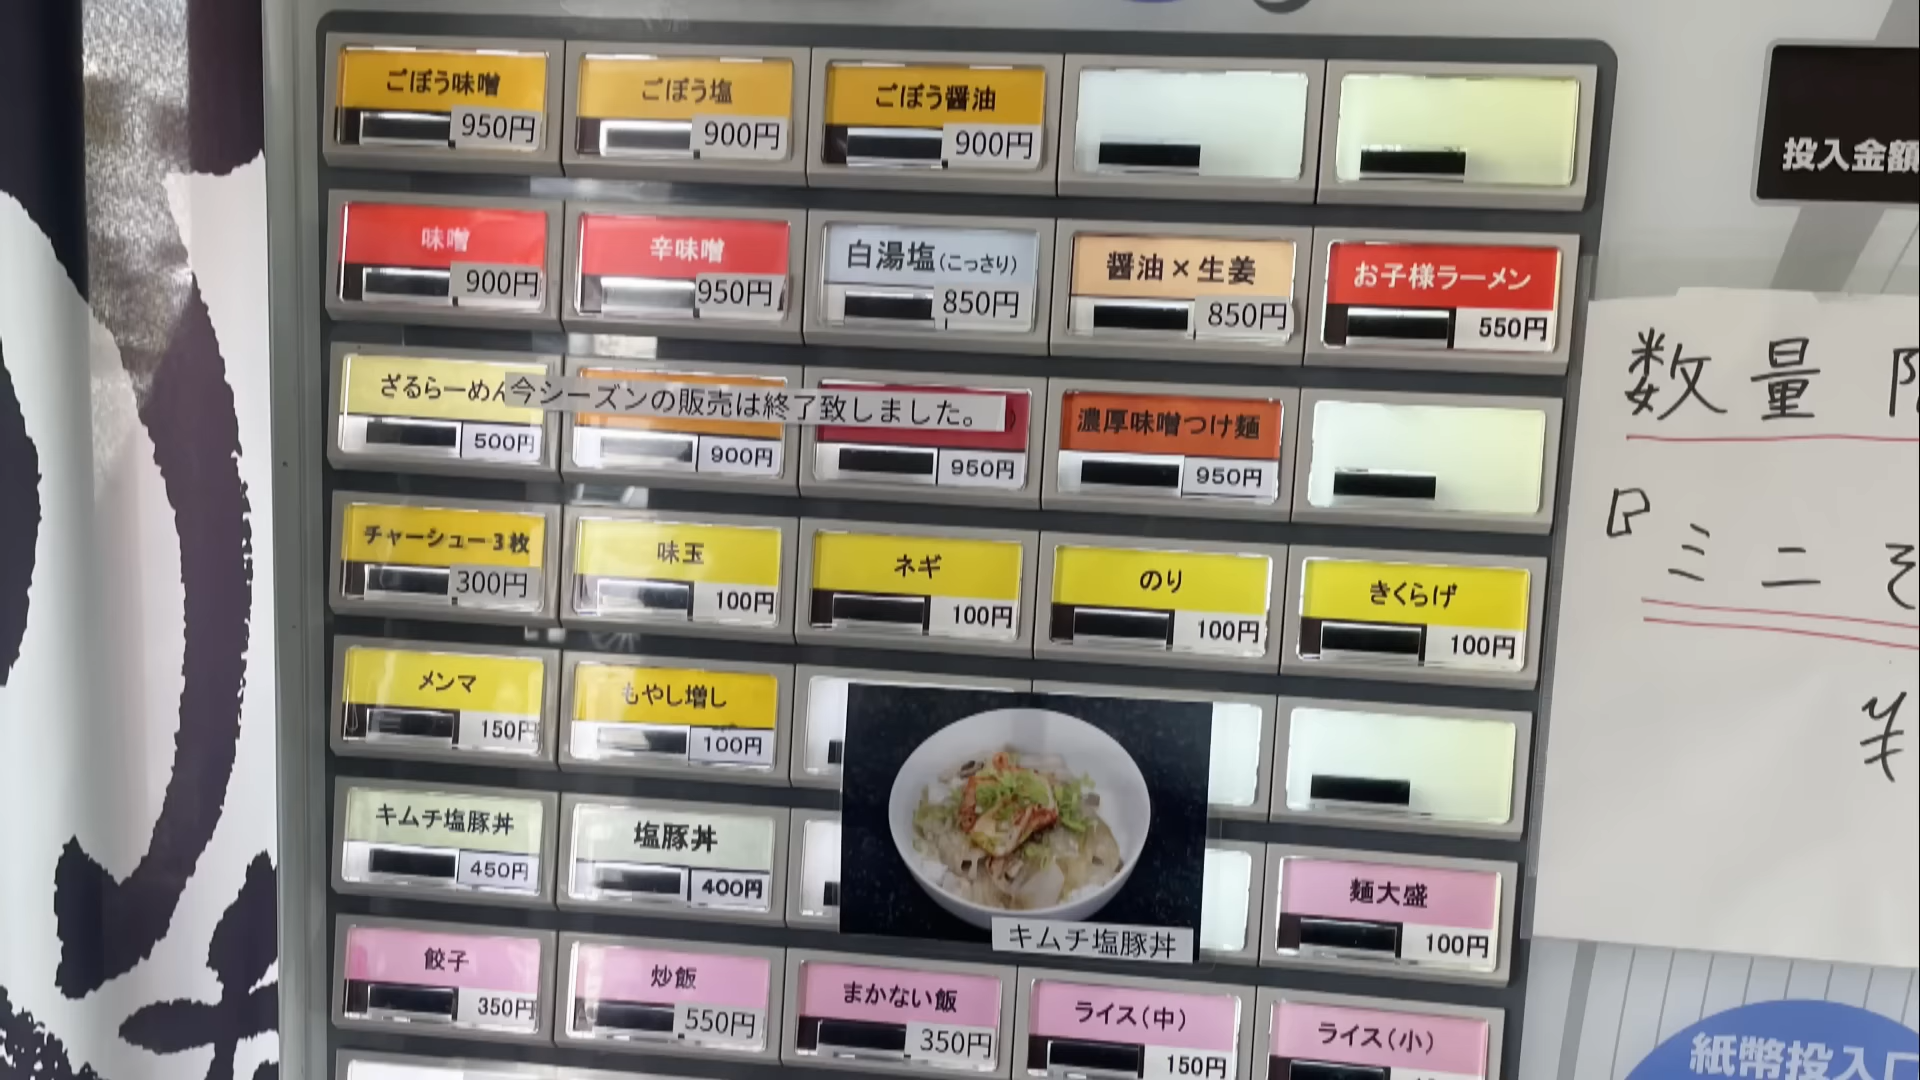 ごぼう味噌
950円
ごぼう塩
900円
ごぼう醤油
900円
投入金額
味噌
900円
辛味噌
950円
白湯塩(こっさり)
850円
醤油×生姜
850円
お子様ラーメン
550円
ざるらーめん
500円
今シーズンの販売は終了致しました。
900円
950円
濃厚味噌つけ麺
950円
数量
チャーシュー3枚
300円
味玉
100円
ネギ
100円
のり
100円
きくらげ
100円
ミニ
¥
メンマ
150円
もやし増し
100円
キムチ塩豚丼
450円
塩豚丼
400円
キムチ塩豚丼
麺大盛
100円
餃子
350円
炒飯
550円
まかない飯
350円
ライス(中)
150円
ライス(小)
紙幣投入口